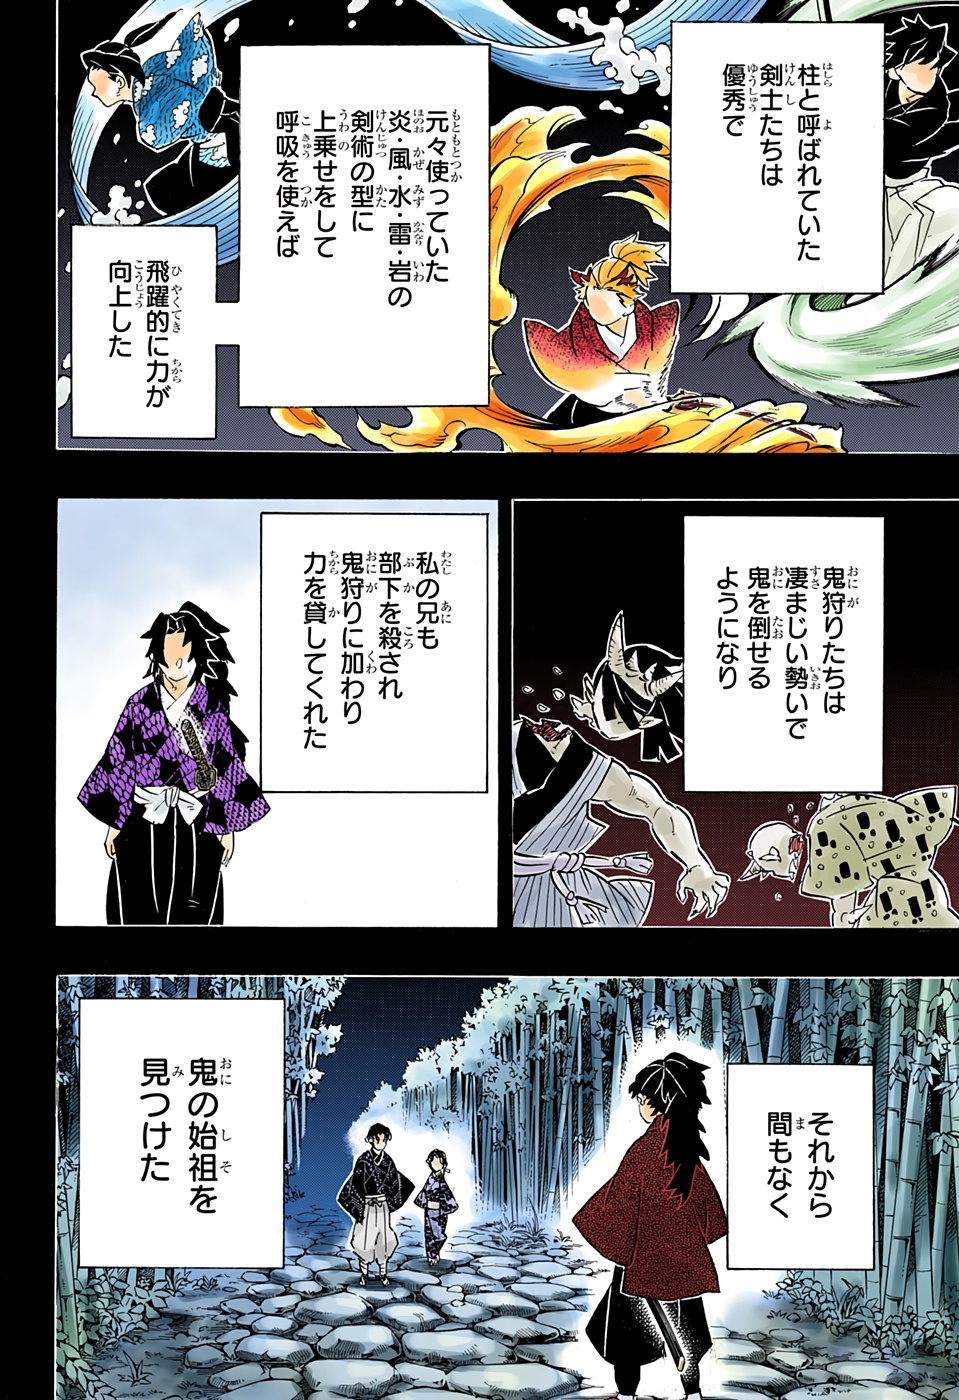 柱と呼ばれていた
剣士たちは
優秀で
元々使っていた
炎・風・水・雷・岩の
剣術の型に
上乗せをして
呼吸を使えば
飛躍的に力が
向上した
鬼狩りたちは
凄まじい勢いで
鬼を倒せる
ようになり
私の兄も
部下を殺され
鬼狩りに加わり
力を貸してくれた
それから
間もなく
鬼の始祖を
見つけた